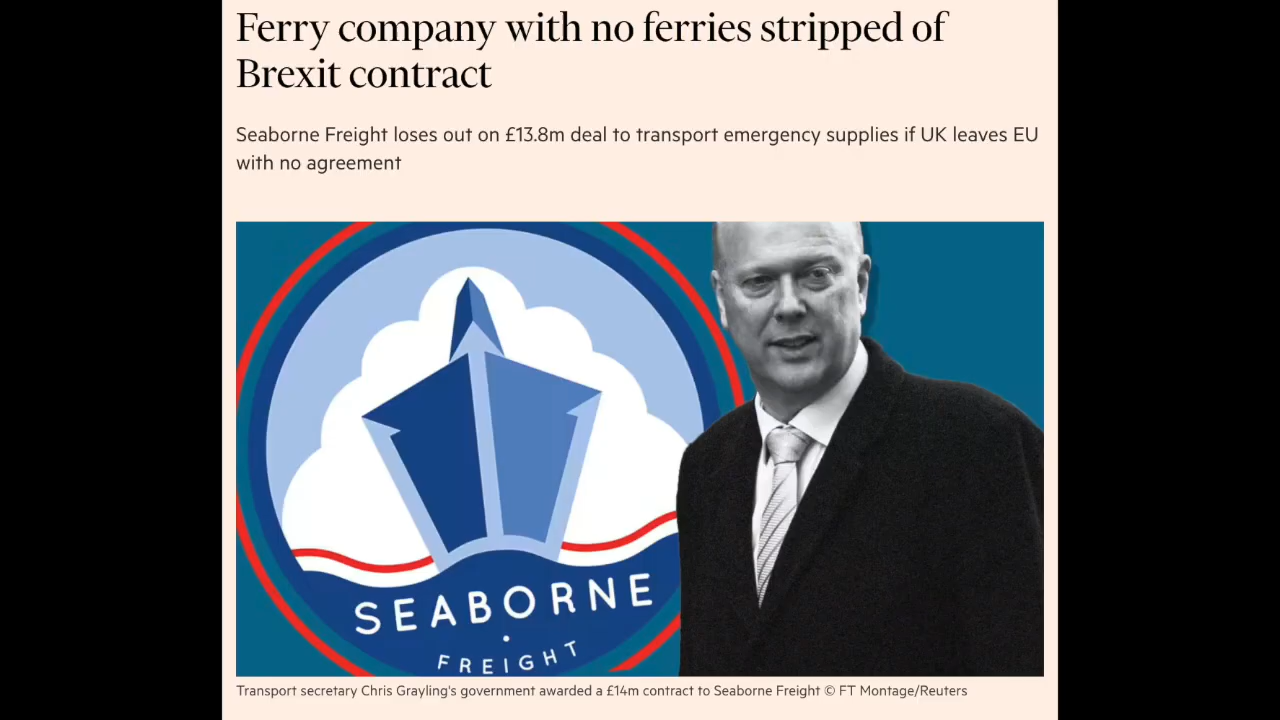 Ferry company with no ferries stripped of
Brexit contract
Seaborne Freight loses out on £13.8m deal to transport emergency supplies if UK leaves EU
with no agreement
SEABORNE
FREIGHT
Transport secretary Chris Grayling's government awarded a £14m contract to Seaborne Freight © FT Montage/Reuters